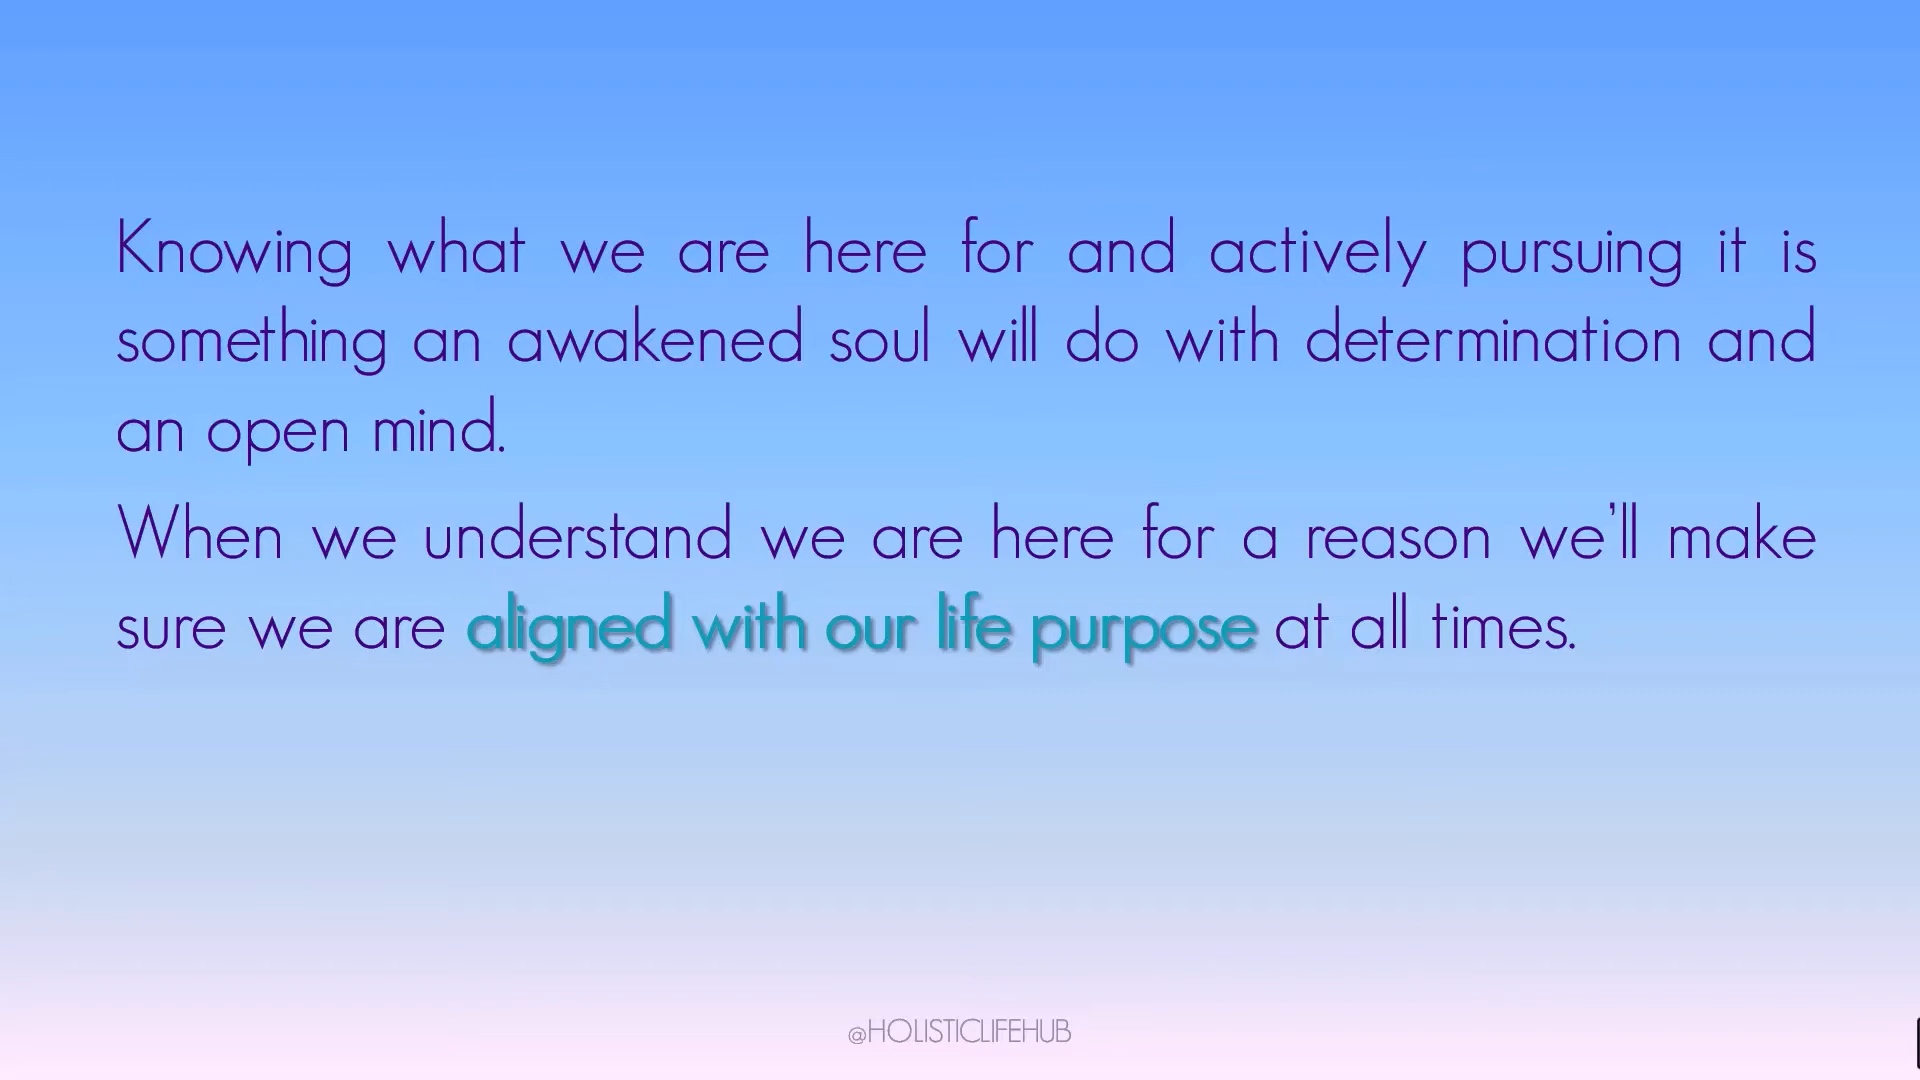 Knowing what we are here for and actively pursuing it is
something an awakened soul will do with determination and
an open mind.
When we understand we are here for a reason we'll make
sure we are aligned with our life purpose at all times.
@HOLISTICLIFEHUB